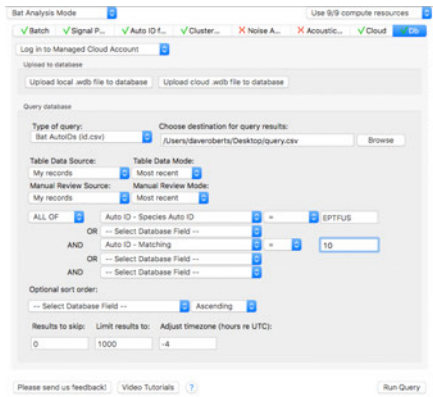 Bat Analysis Mode Use 9/9 compute resources
Batch Signal P... Auto ID f... Cluster... Noise A... Acoustic... Cloud Db
Log in to Managed Cloud Account
Upload to database
Upload local .wdb file to database Upload cloud .wdb file to database
Query database
Type of query: Choose destination for query results:
Bat AutoIDs (id.csv) /Users/daveroberts/Desktop/query.csv Browse
Table Data Source: Table Data Mode:
My records Most recent
Manual Review Source: Manual Review Mode:
My records Most recent
ALL OF Auto ID - Species Auto ID = EPTFUS
OR -- Select Database Field --
AND Auto ID - Matching = 10
OR -- Select Database Field --
AND -- Select Database Field --
Optional sort order:
-- Select Database Field -- Ascending
Results to skip: Limit results to: Adjust timezone (hours re UTC):
0 1000 -4
Please send us feedback! Video Tutorials ? Run Query